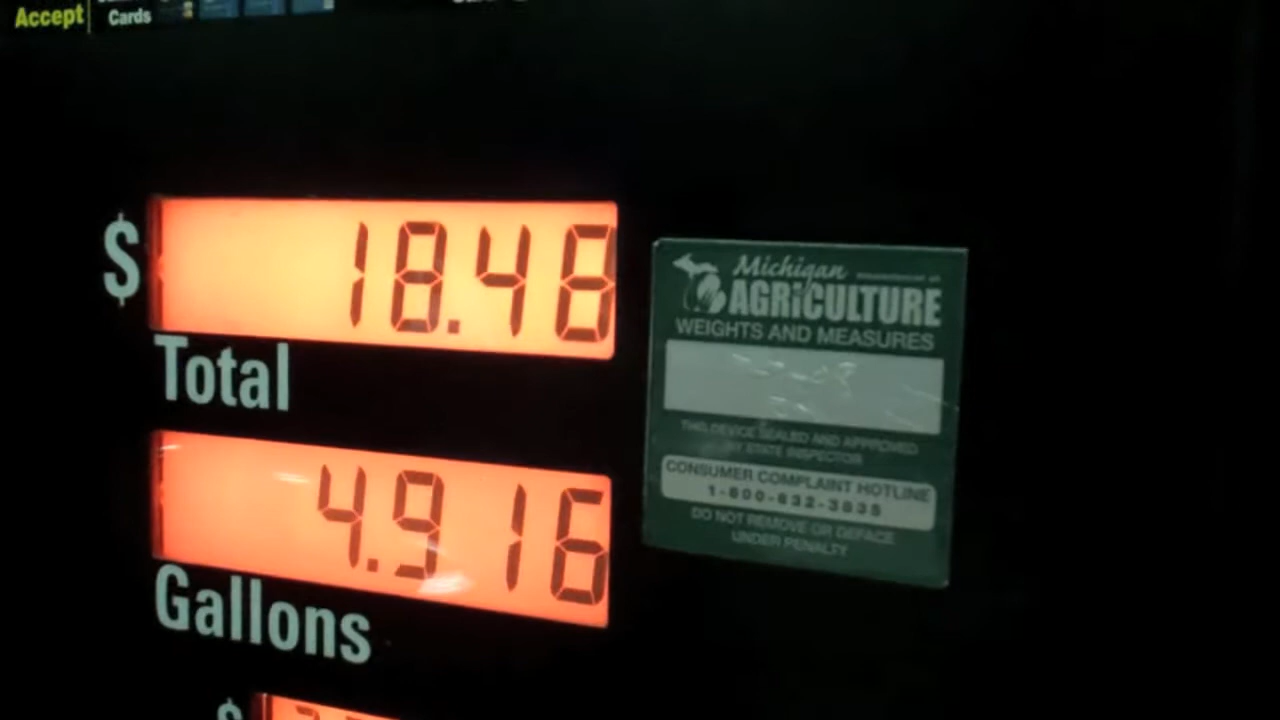 Accept
Cards
$ 18.48
Total
4.916
Gallons
$
Michigan
AGRICULTURE
WEIGHTS AND MEASURES
THIS DEVICE SEALED AND APPROVED
BY STATE INSPECTOR
CONSUMER COMPLAINT HOTLINE
1-800-632-3835
DO NOT REMOVE OR DEFACE
UNDER PENALTY